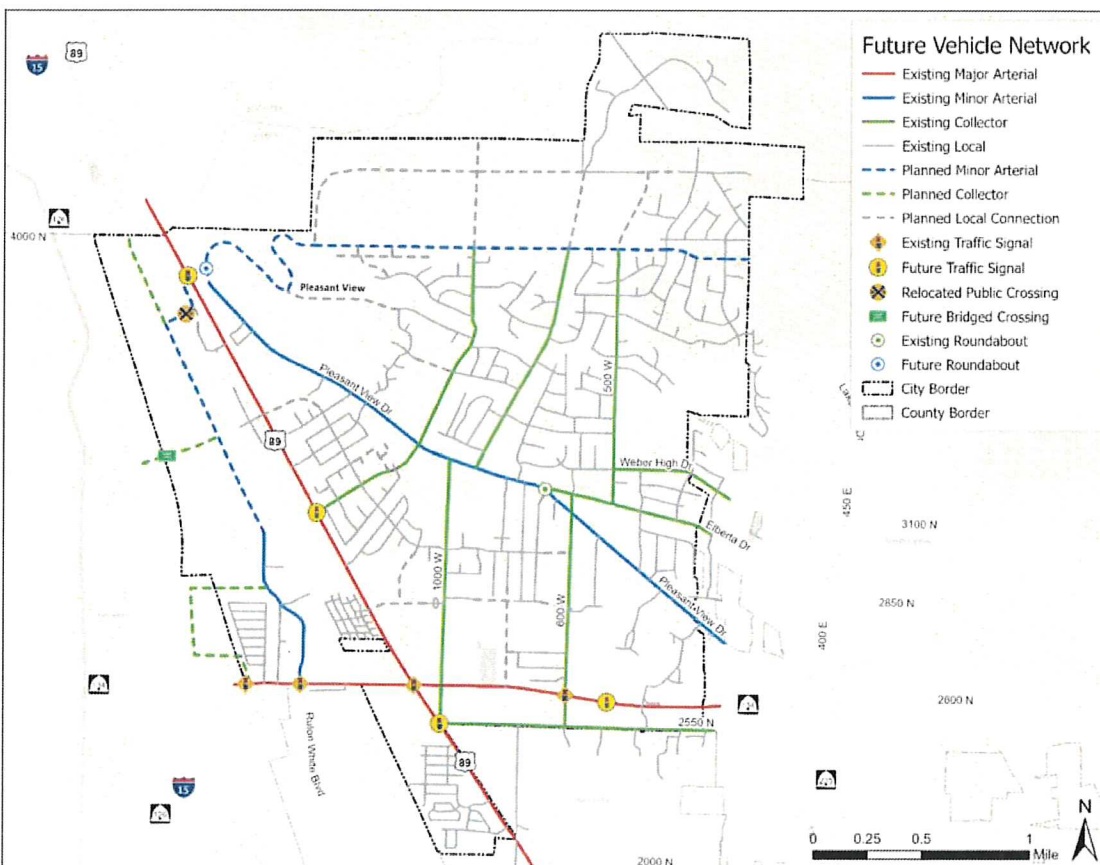 Future Vehicle Network
Existing Major Arterial
Existing Minor Arterial
Existing Collector
Existing Local
Planned Minor Arterial
Planned Collector
Planned Local Connection
Existing Traffic Signal
Future Traffic Signal
Relocated Public Crossing
Future Bridged Crossing
Existing Roundabout
Future Roundabout
City Border
County Border
15
89
4000 N
Pleasant View
Pleasant View Dr
500 W
89
Weber High Dr
450 E
3100 N
Elberta Dr
1000 W
600 W
Pleasant View Dr
2850 N
400 E
2600 N
2550 N
Rulon White Blvd
89
15
2000 N
0 0.25 0.5 1
Mile
N